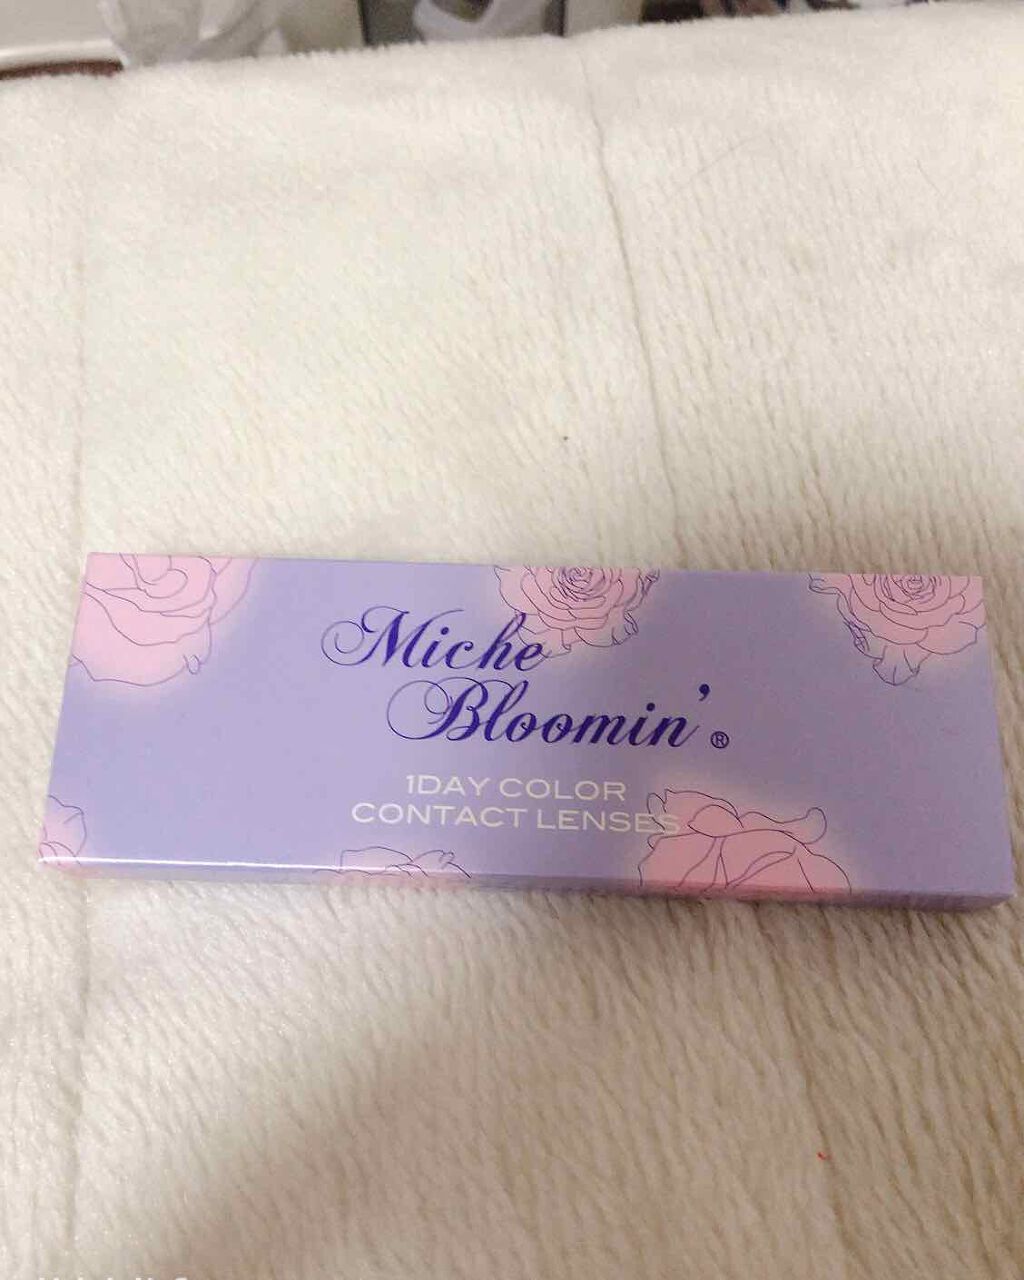 Miche
Bloomin'®
1DAY COLOR
CONTACT LENSES